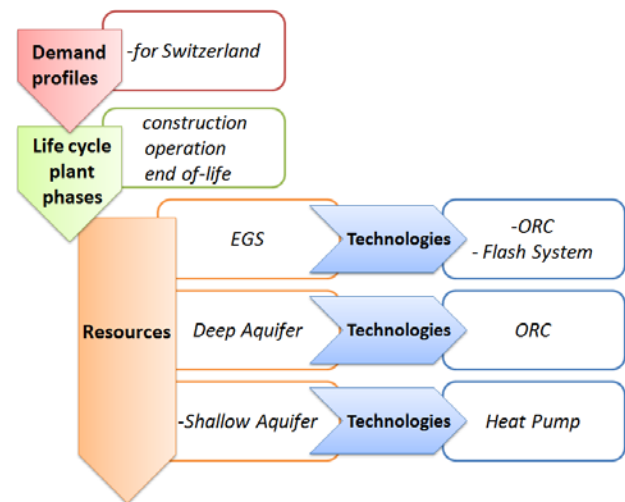 Demand
profiles
-for Switzerland
Life cycle
plant
phases
construction
operation
end of-life
Resources
EGS
Technologies
-ORC
- Flash System
Deep Aquifer
Technologies
ORC
-Shallow Aquifer
Technologies
Heat Pump